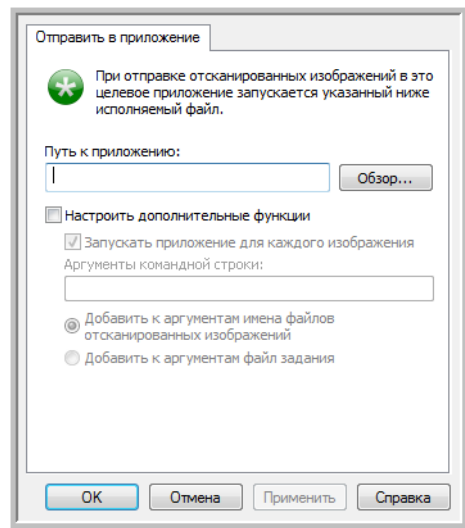 Отправить в приложение
При отправке отсканированных изображений в это
целевое приложение запускается указанный ниже
исполняемый файл.
Путь к приложению:
Обзор...
Настроить дополнительные функции
Запускать приложение для каждого изображения
Аргументы командной строки:
Добавить к аргументам имена файлов
отсканированных изображений
Добавить к аргументам файл задания
OK Отмена Применить Справка